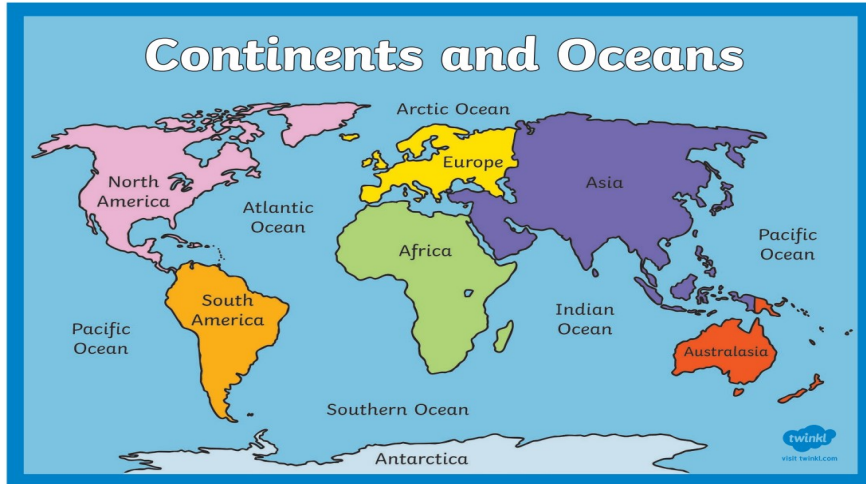 Continents and Oceans
Arctic Ocean
Europe
Asia
North
America
Atlantic
Ocean
Africa
Pacific
Ocean
South
America
Indian
Ocean
Pacific
Ocean
Australasia
Southern Ocean
Antarctica
twinkl
visit twinkl.com